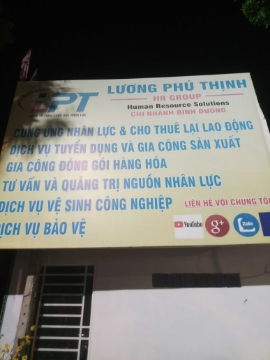 LƯƠNG PHÚ THỊNH
HR GROUP
Human Resource Solutions
CHI NHÁNH BÌNH DƯƠNG
LPT
CUNG ỨNG NHÂN LỰC & CHO THUÊ LẠI LAO ĐỘNG
DỊCH VỤ TUYỂN DỤNG VÀ GIA CÔNG SẢN XUẤT
GIA CÔNG ĐÓNG GÓI HÀNG HÓA
TƯ VẤN VÀ QUẢN TRỊ NGUỒN NHÂN LỰC
DỊCH VỤ VỆ SINH CÔNG NGHIỆP
LIÊN HỆ VỚI CHÚNG TÔI
DỊCH VỤ BẢO VỆ
YouTube
g+
Zalo